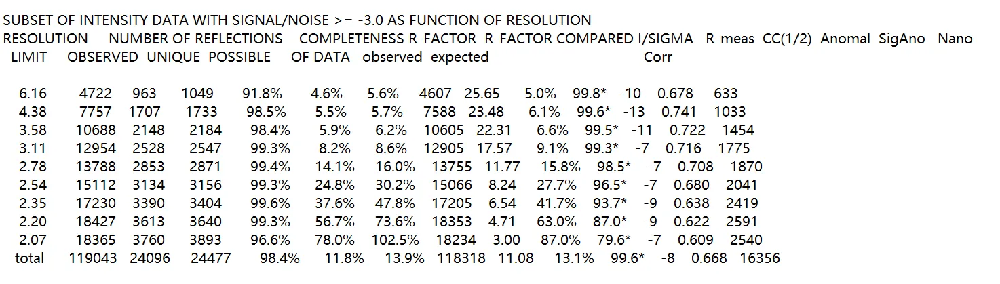 SUBSET OF INTENSITY DATA WITH SIGNAL/NOISE >= -3.0 AS FUNCTION OF RESOLUTION
RESOLUTION NUMBER OF REFLECTIONS COMPLETENESS R-FACTOR R-FACTOR COMPARED I/SIGMA R-meas CC(1/2) Anomal SigAno Nano
LIMIT OBSERVED UNIQUE POSSIBLE OF DATA observed expected Corr
6.16 4722 963 1049 91.8% 4.6% 5.6% 4607 25.65 5.0% 99.8* -10 0.678 633
4.38 7757 1707 1733 98.5% 5.5% 5.7% 7588 23.48 6.1% 99.6* -13 0.741 1033
3.58 10688 2148 2184 98.4% 5.9% 6.2% 10605 22.31 6.6% 99.5* -11 0.722 1454
3.11 12954 2528 2547 99.3% 8.2% 8.6% 12905 17.57 9.1% 99.3* -7 0.716 1775
2.78 13788 2853 2871 99.4% 14.1% 16.0% 13755 11.77 15.8% 98.5* -7 0.708 1870
2.54 15112 3134 3156 99.3% 24.8% 30.2% 15066 8.24 27.7% 96.5* -7 0.680 2041
2.35 17230 3390 3404 99.6% 37.6% 47.8% 17205 6.54 41.7% 93.7* -9 0.638 2419
2.20 18427 3613 3640 99.3% 56.7% 73.6% 18353 4.71 63.0% 87.0* -9 0.622 2591
2.07 18365 3760 3893 96.6% 78.0% 102.5% 18234 3.00 87.0% 79.6* -7 0.609 2540
total 119043 24096 24477 98.4% 11.8% 13.9% 118318 11.08 13.1% 99.6* -8 0.668 16356